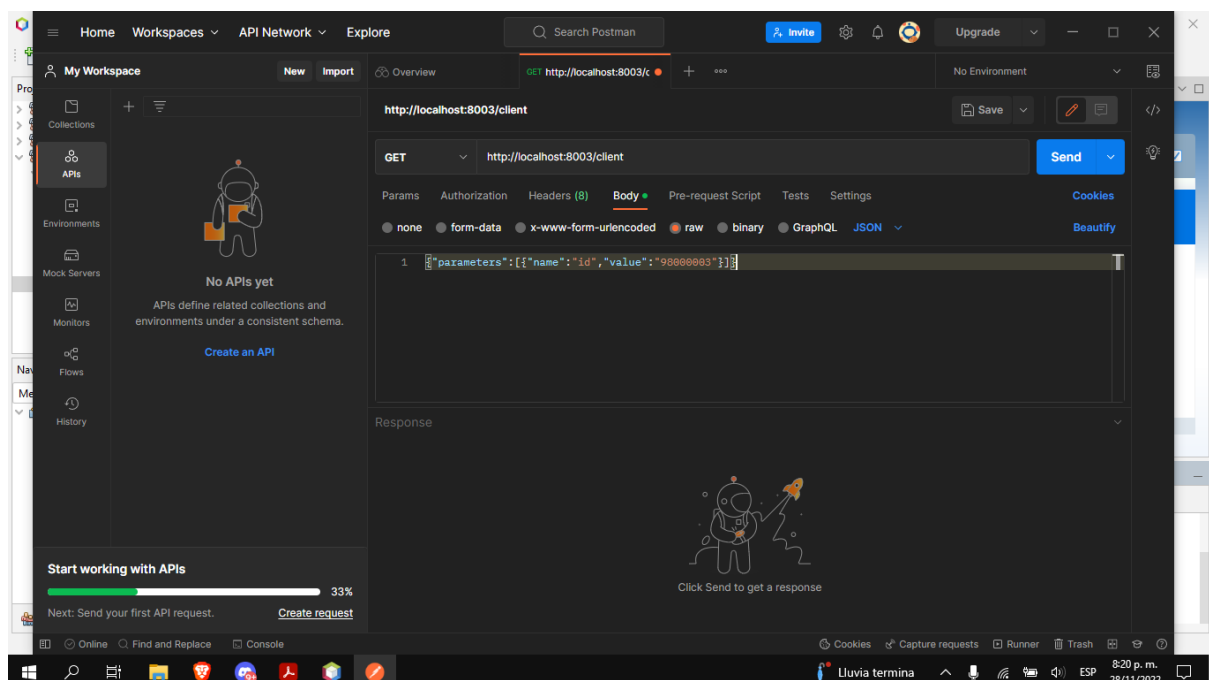 Home Workspaces API Network Explore Search Postman Invite Upgrade
My Workspace New Import Overview GET http://localhost:8003/c No Environment
Pro
Collections http://localhost:8003/client Save
APIs GET http://localhost:8003/client Send
Params Authorization Headers (8) Body Pre-request Script Tests Settings Cookies
Environments none form-data x-www-form-urlencoded raw binary GraphQL JSON Beautify
1 {"parameters":[{"name":"id","value":"98000003"}]}
Mock Servers
No APIs yet
Monitors APIs define related collections and
environments under a consistent schema.
Flows Create an API
Nav
Me
History
Response
Click Send to get a response
Start working with APIs
33%
Next: Send your first API request. Create request
Online Find and Replace Console Cookies Capture requests Runner Trash
Lluvia termina ESP 8:20 p. m.
28/11/2022